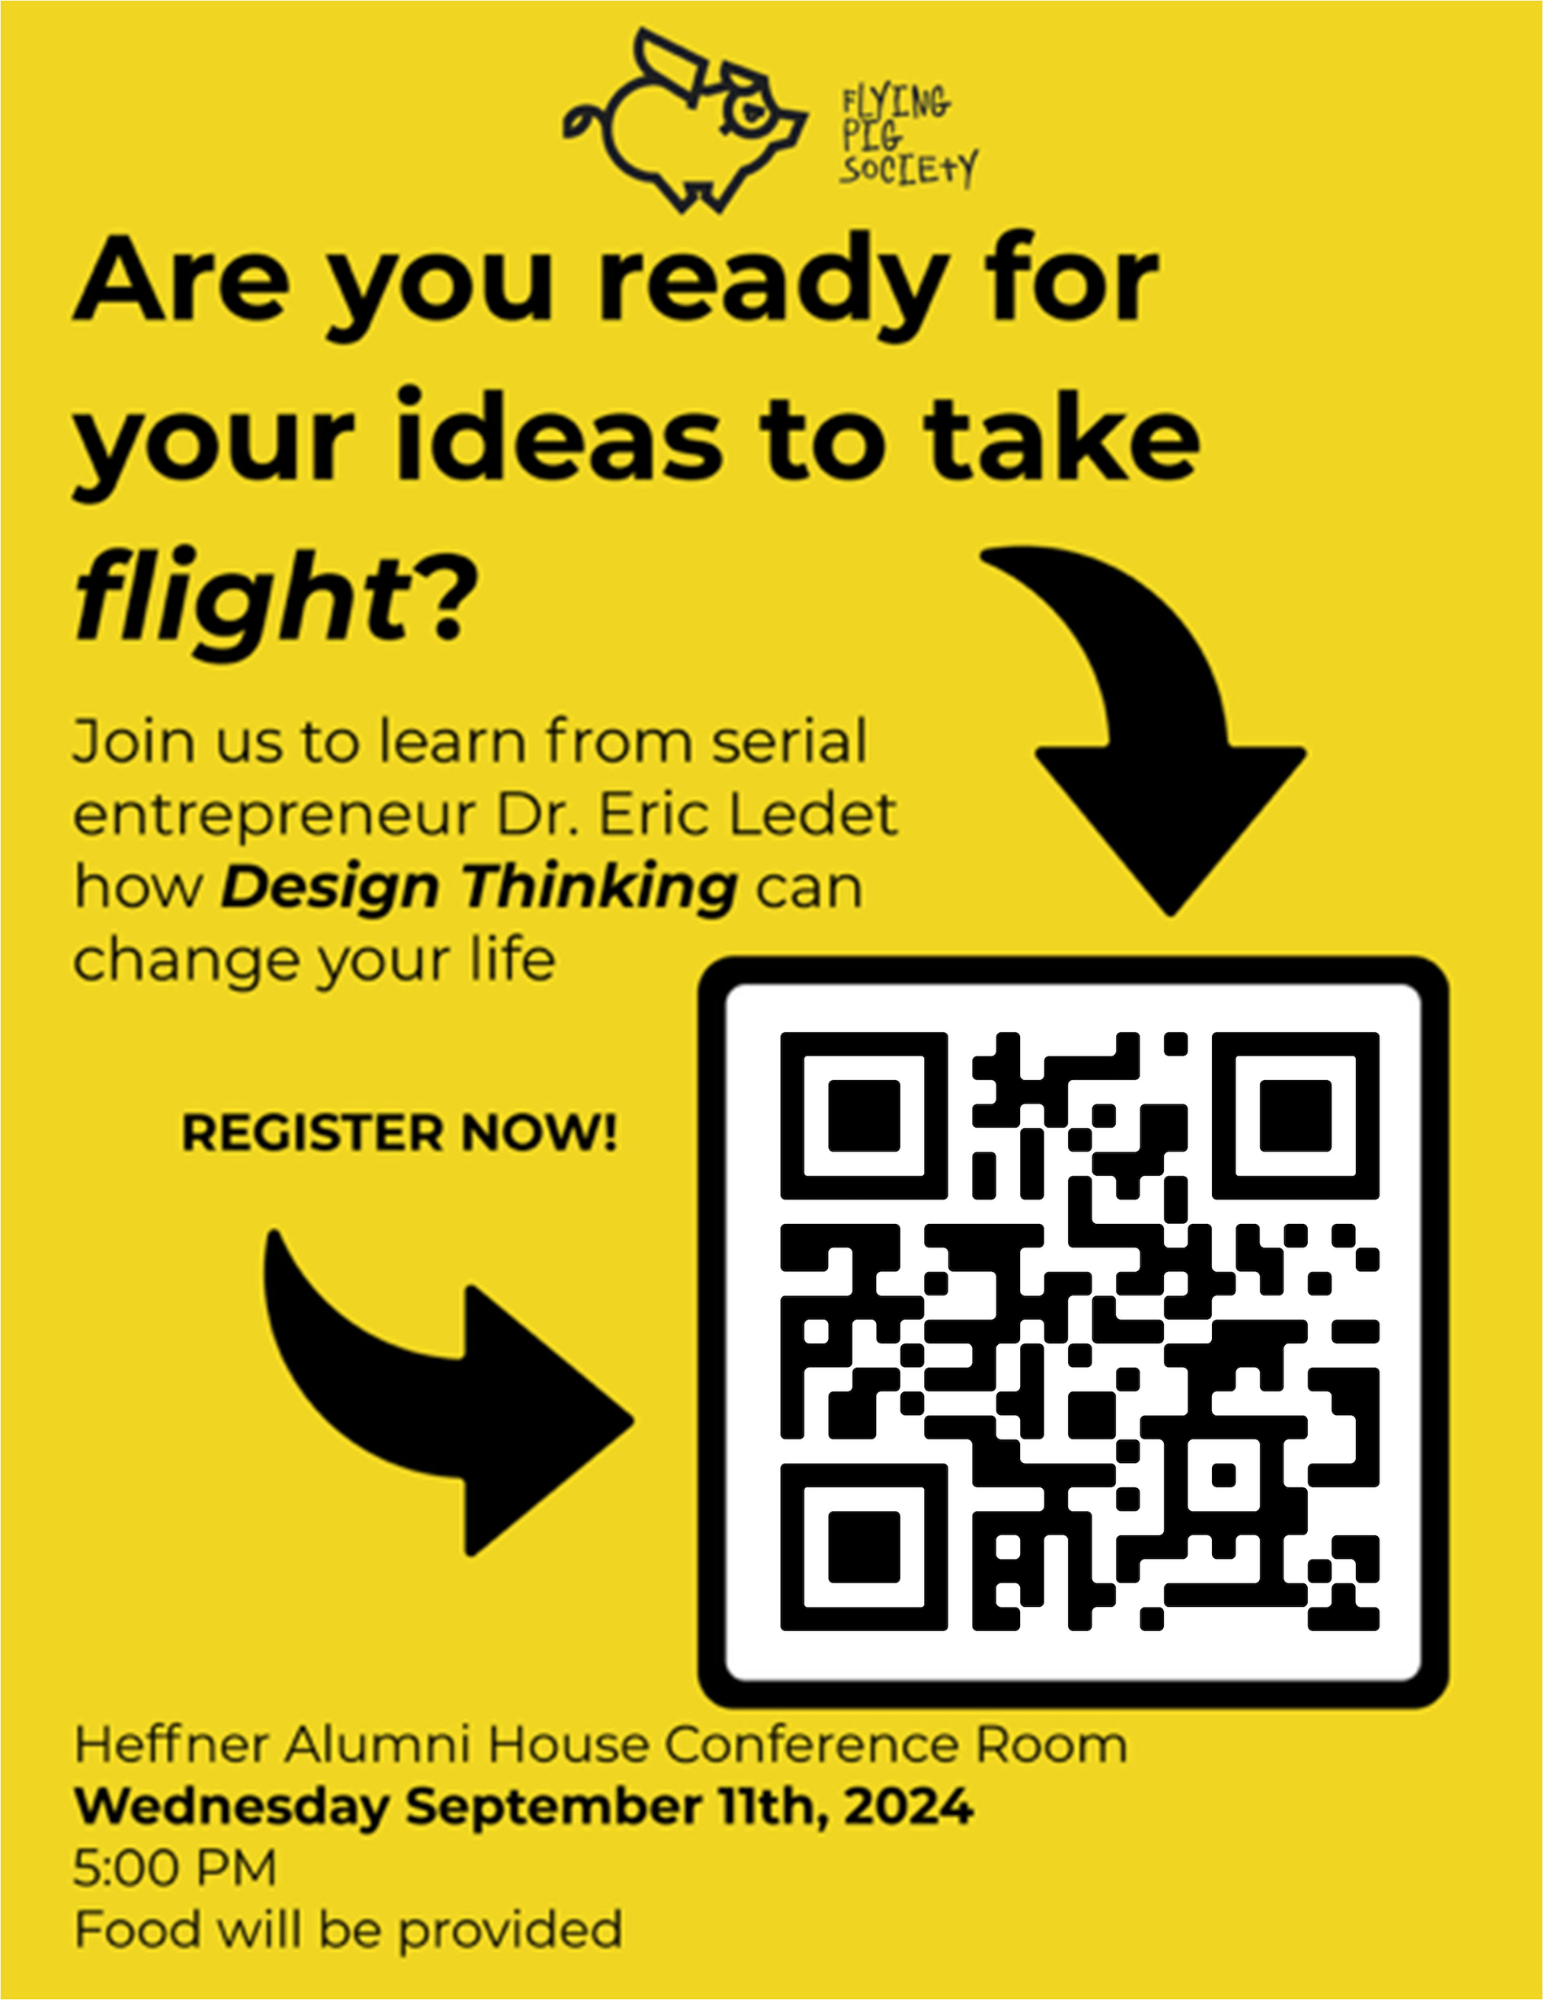 FLYING
PIG
SOCIETY
Are you ready for
your ideas to take
flight?
Join us to learn from serial
entrepreneur Dr. Eric Ledet
how Design Thinking can
change your life
REGISTER NOW!
Heffner Alumni House Conference Room
Wednesday September 11th, 2024
5:00 PM
Food will be provided